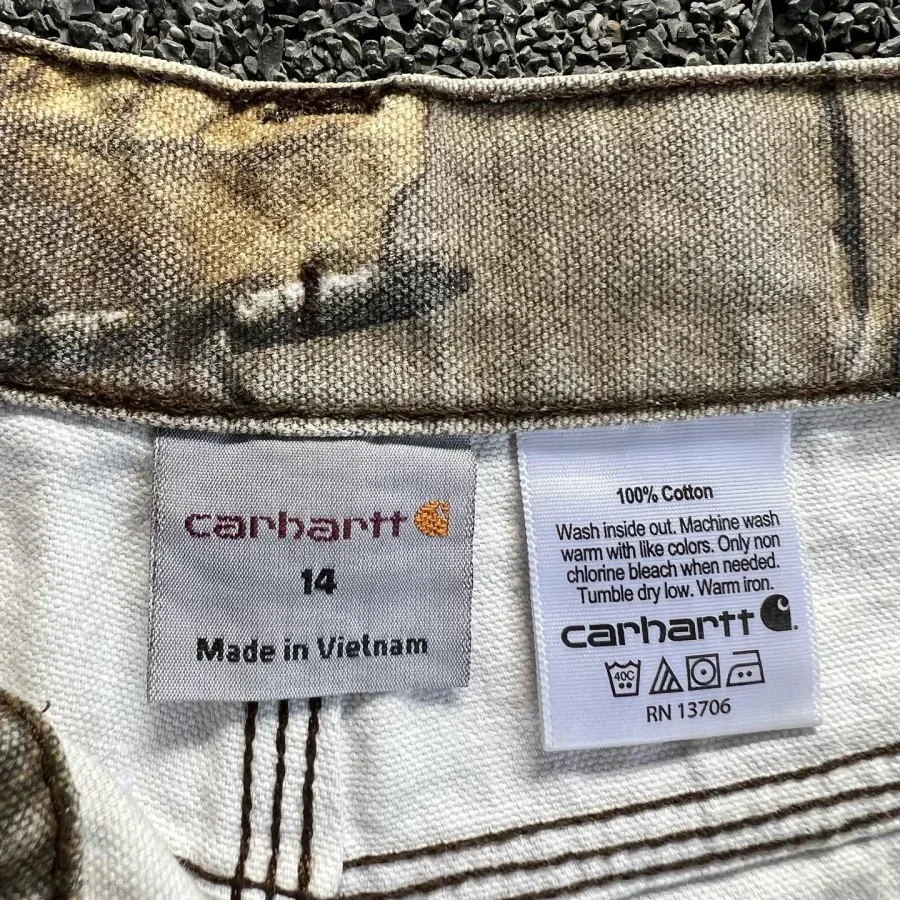 carhartt
14
Made in Vietnam
100% Cotton
Wash inside out. Machine wash
warm with like colors. Only non
chlorine bleach when needed.
Tumble dry low. Warm iron.
carhartt
40C
RN 13706